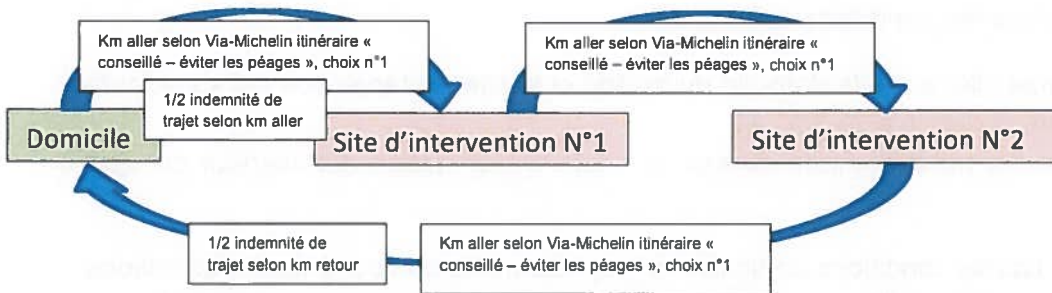 Km aller selon Via-Michelin itinéraire «
conseillé – éviter les péages », choix n°1
Km aller selon Via-Michelin itinéraire «
conseillé – éviter les péages », choix n°1
1/2 indemnité de
trajet selon km aller
Domicile
Site d'intervention N°1
Site d'intervention N°2
1/2 indemnité de
trajet selon km retour
Km aller selon Via-Michelin itinéraire «
conseillé – éviter les péages », choix n°1